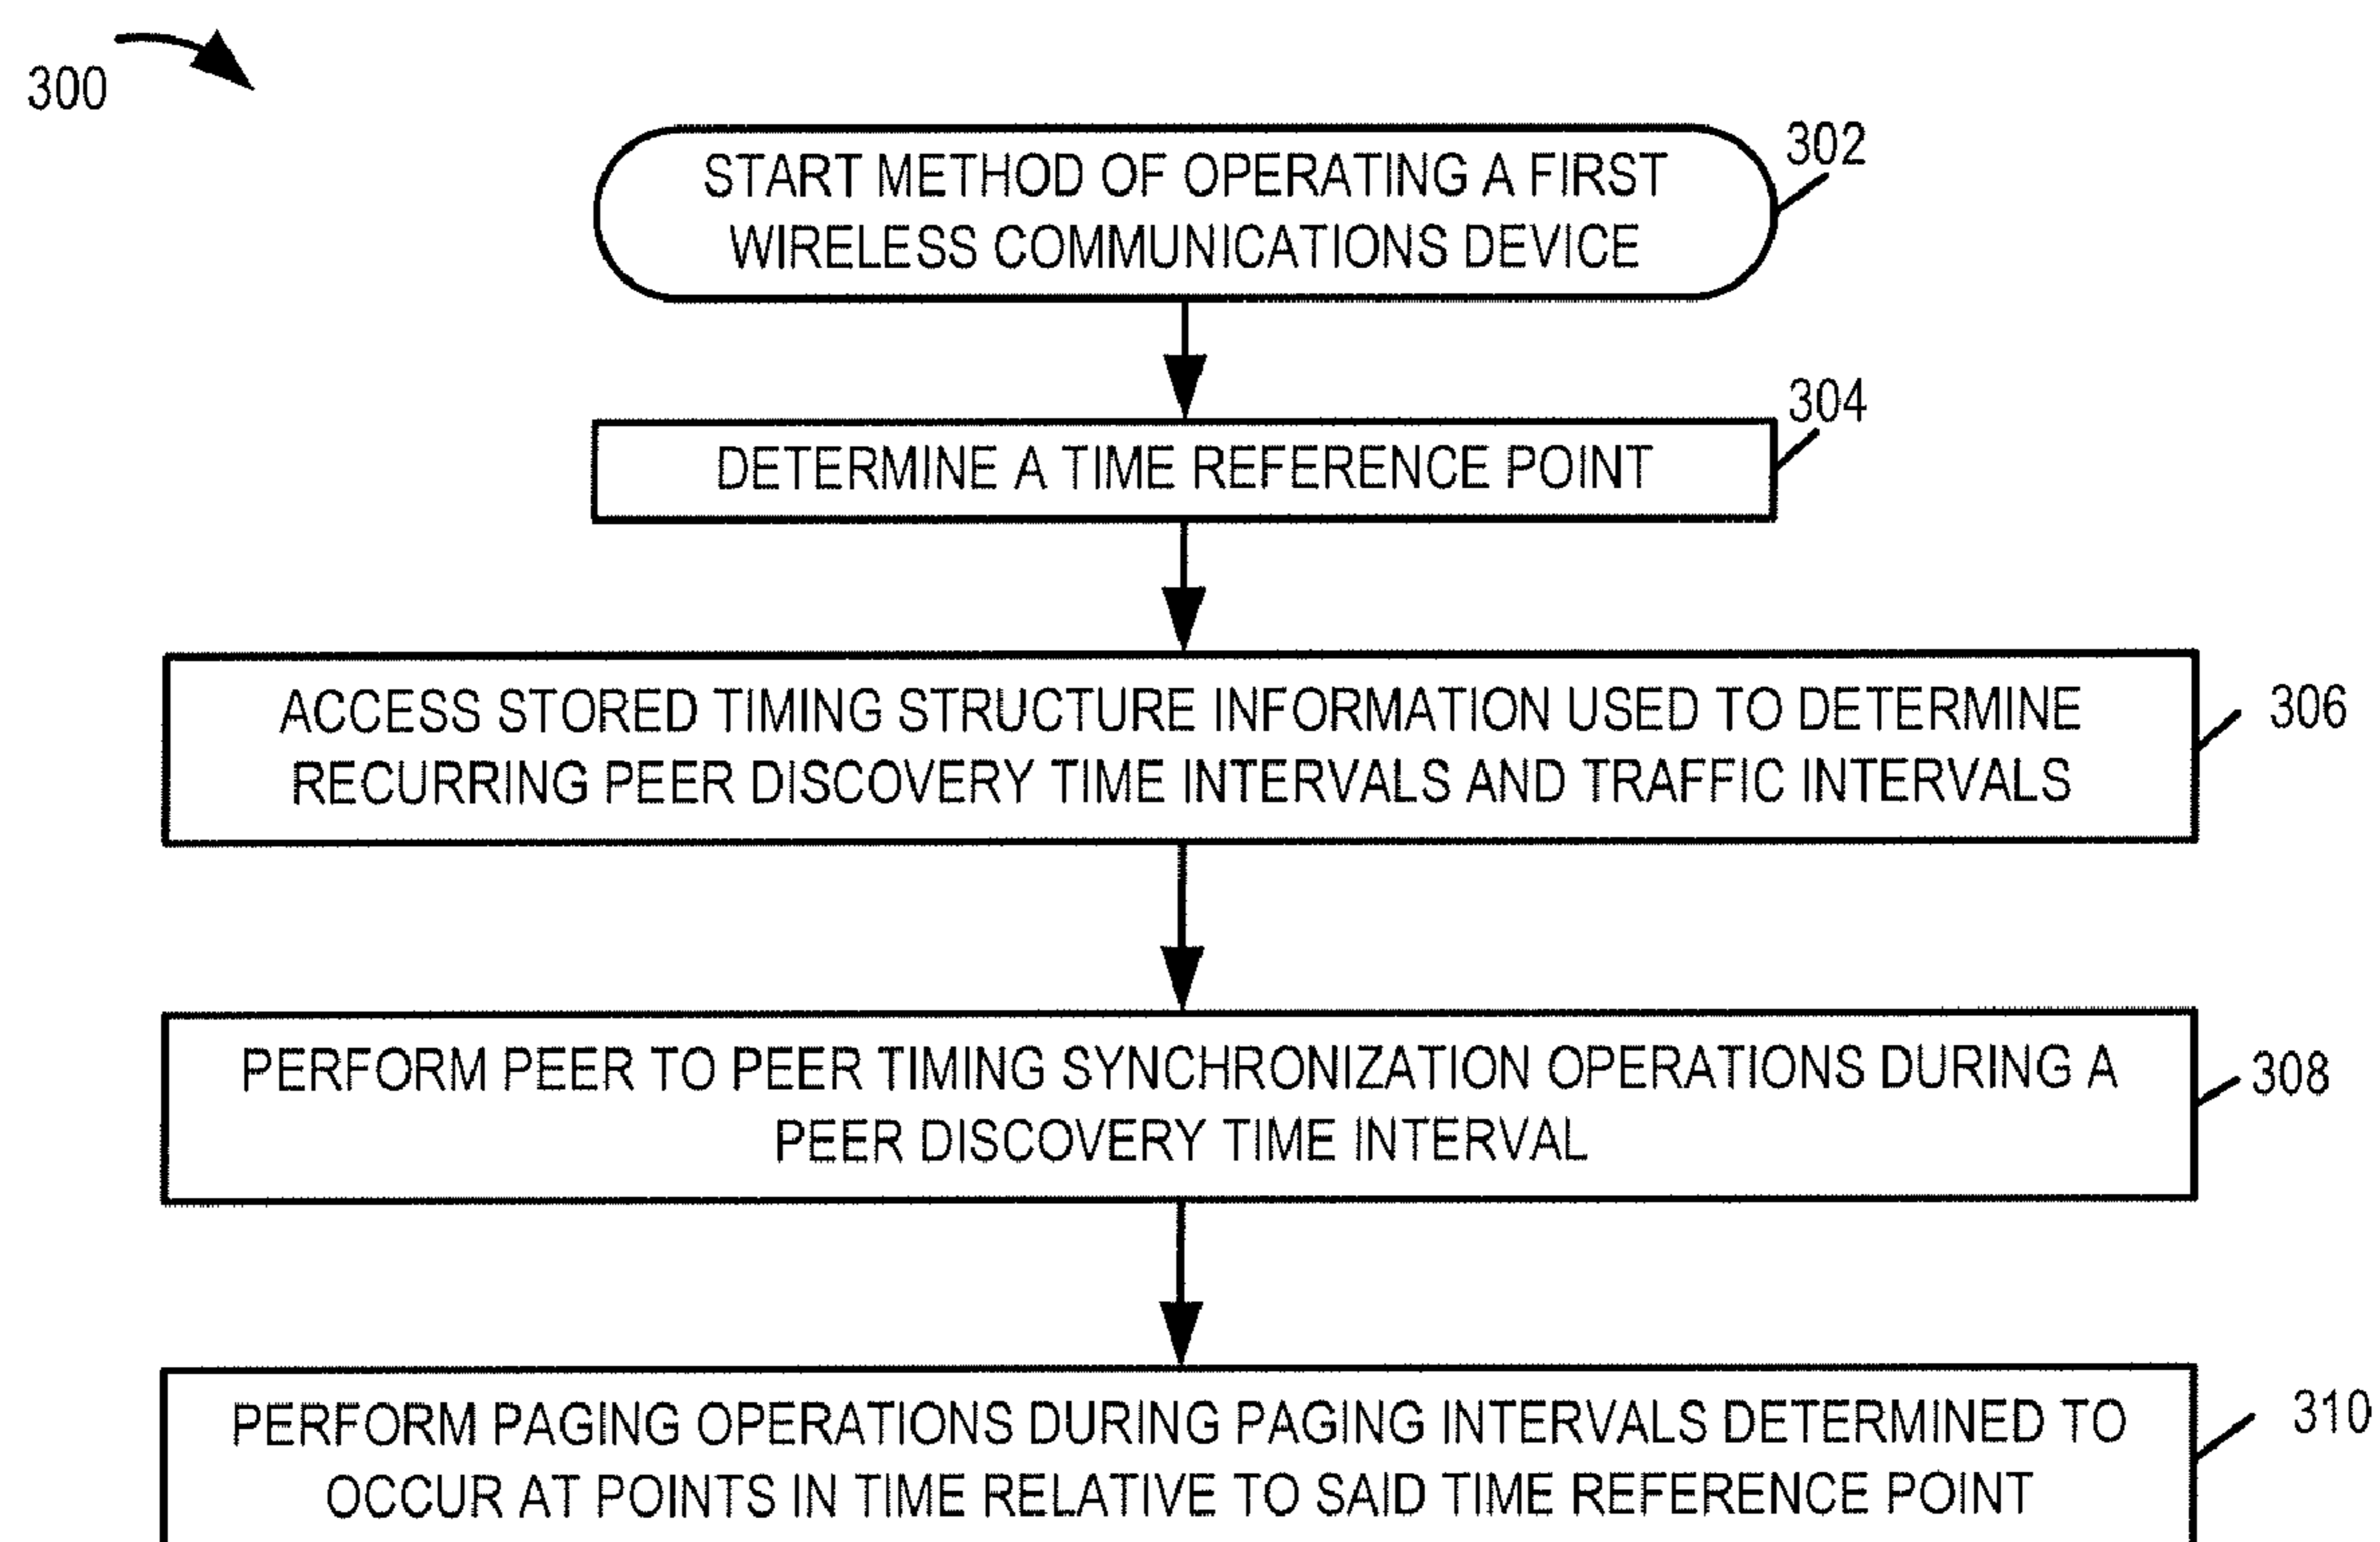 300
START METHOD OF OPERATING A FIRST
WIRELESS COMMUNICATIONS DEVICE
302
DETERMINE A TIME REFERENCE POINT
304
ACCESS STORED TIMING STRUCTURE INFORMATION USED TO DETERMINE
RECURRING PEER DISCOVERY TIME INTERVALS AND TRAFFIC INTERVALS
306
PERFORM PEER TO PEER TIMING SYNCHRONIZATION OPERATIONS DURING A
PEER DISCOVERY TIME INTERVAL
308
PERFORM PAGING OPERATIONS DURING PAGING INTERVALS DETERMINED TO
OCCUR AT POINTS IN TIME RELATIVE TO SAID TIME REFERENCE POINT
310